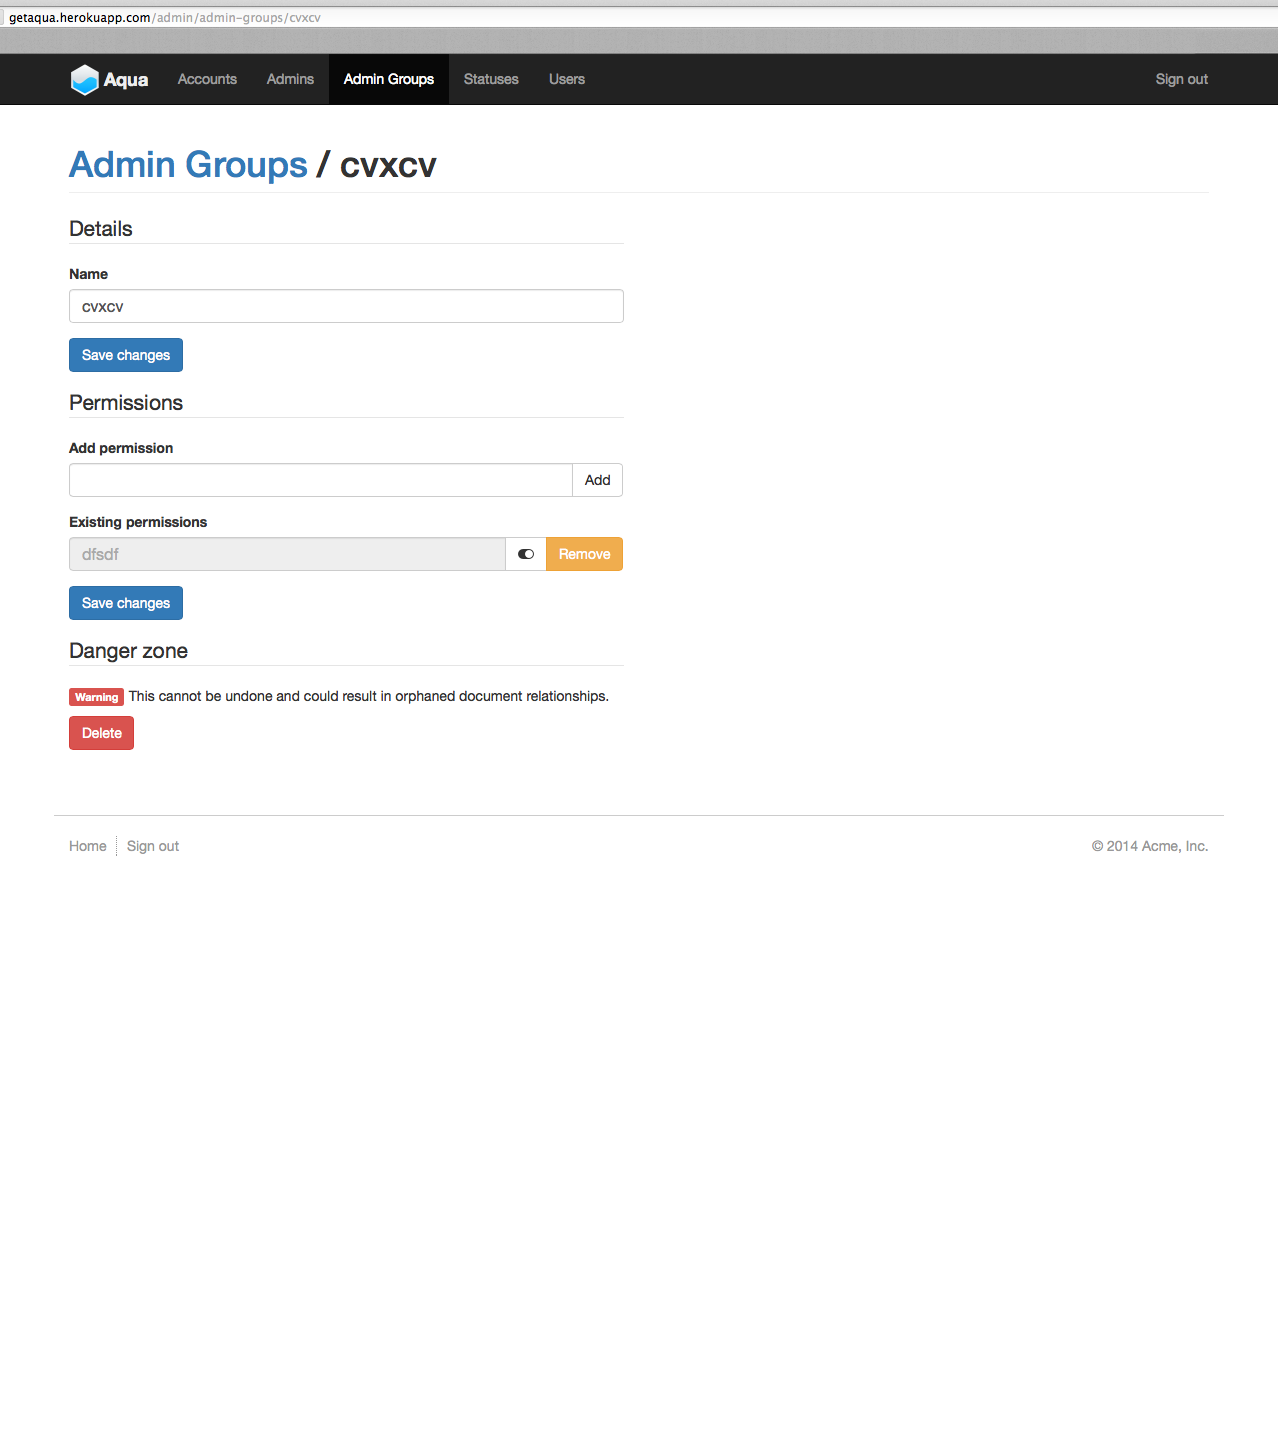 getaqua.herokuapp.com/admin/admin-groups/cvxcv
Aqua Accounts Admins Admin Groups Statuses Users Sign out
Admin Groups / cvxcv
Details
Name
cvxcv
Save changes
Permissions
Add permission
Add
Existing permissions
dfsdf Remove
Save changes
Danger zone
Warning This cannot be undone and could result in orphaned document relationships.
Delete
Home Sign out © 2014 Acme, Inc.